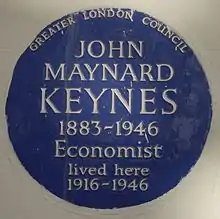 GREATER LONDON COUNCIL
JOHN
MAYNARD
KEYNES
1883-1946
Economist
lived here
1916-1946